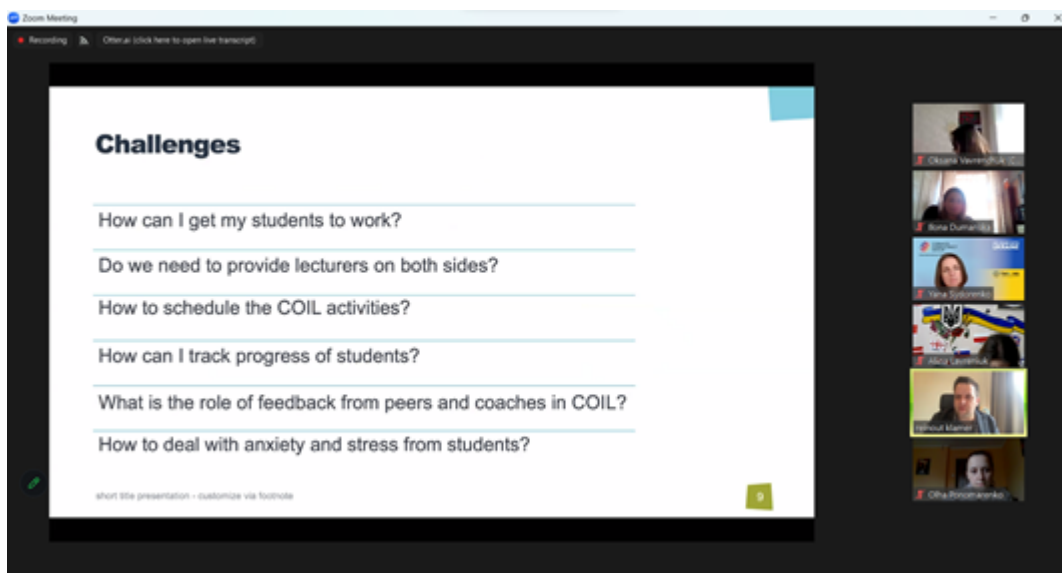 Zoom Meeting
Recording
Otter.ai (click here to open live transcript)
Challenges
How can I get my students to work?
Do we need to provide lecturers on both sides?
How to schedule the COIL activities?
How can I track progress of students?
What is the role of feedback from peers and coaches in COIL?
How to deal with anxiety and stress from students?
short title presentation - customize via footnote
9
Oksana
Ilona Dumanska
Yana Sydorenko
reinout klamer
Olha Ponomarenko